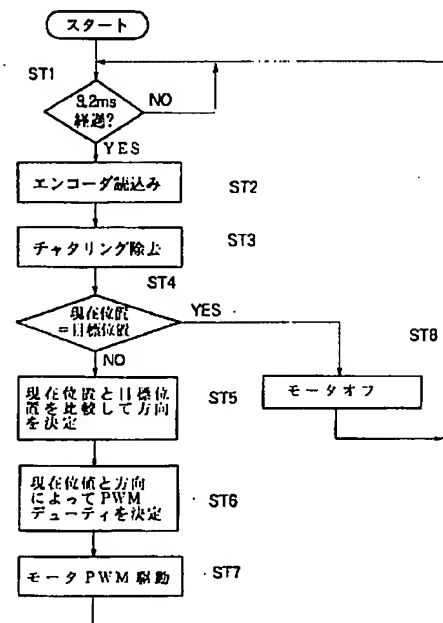 スタート
ST1
3.2ms
経過?
NO
YES
エンコーダ読込み
ST2
チャタリング除去
ST3
ST4
現在位置
=目標位置
YES
NO
ST8
モータオフ
現在位置と目標位
置を比較して方向
を決定
ST5
現在位値と方向
によってPWM
デューティを決定
ST6
モータPWM駆動
ST7